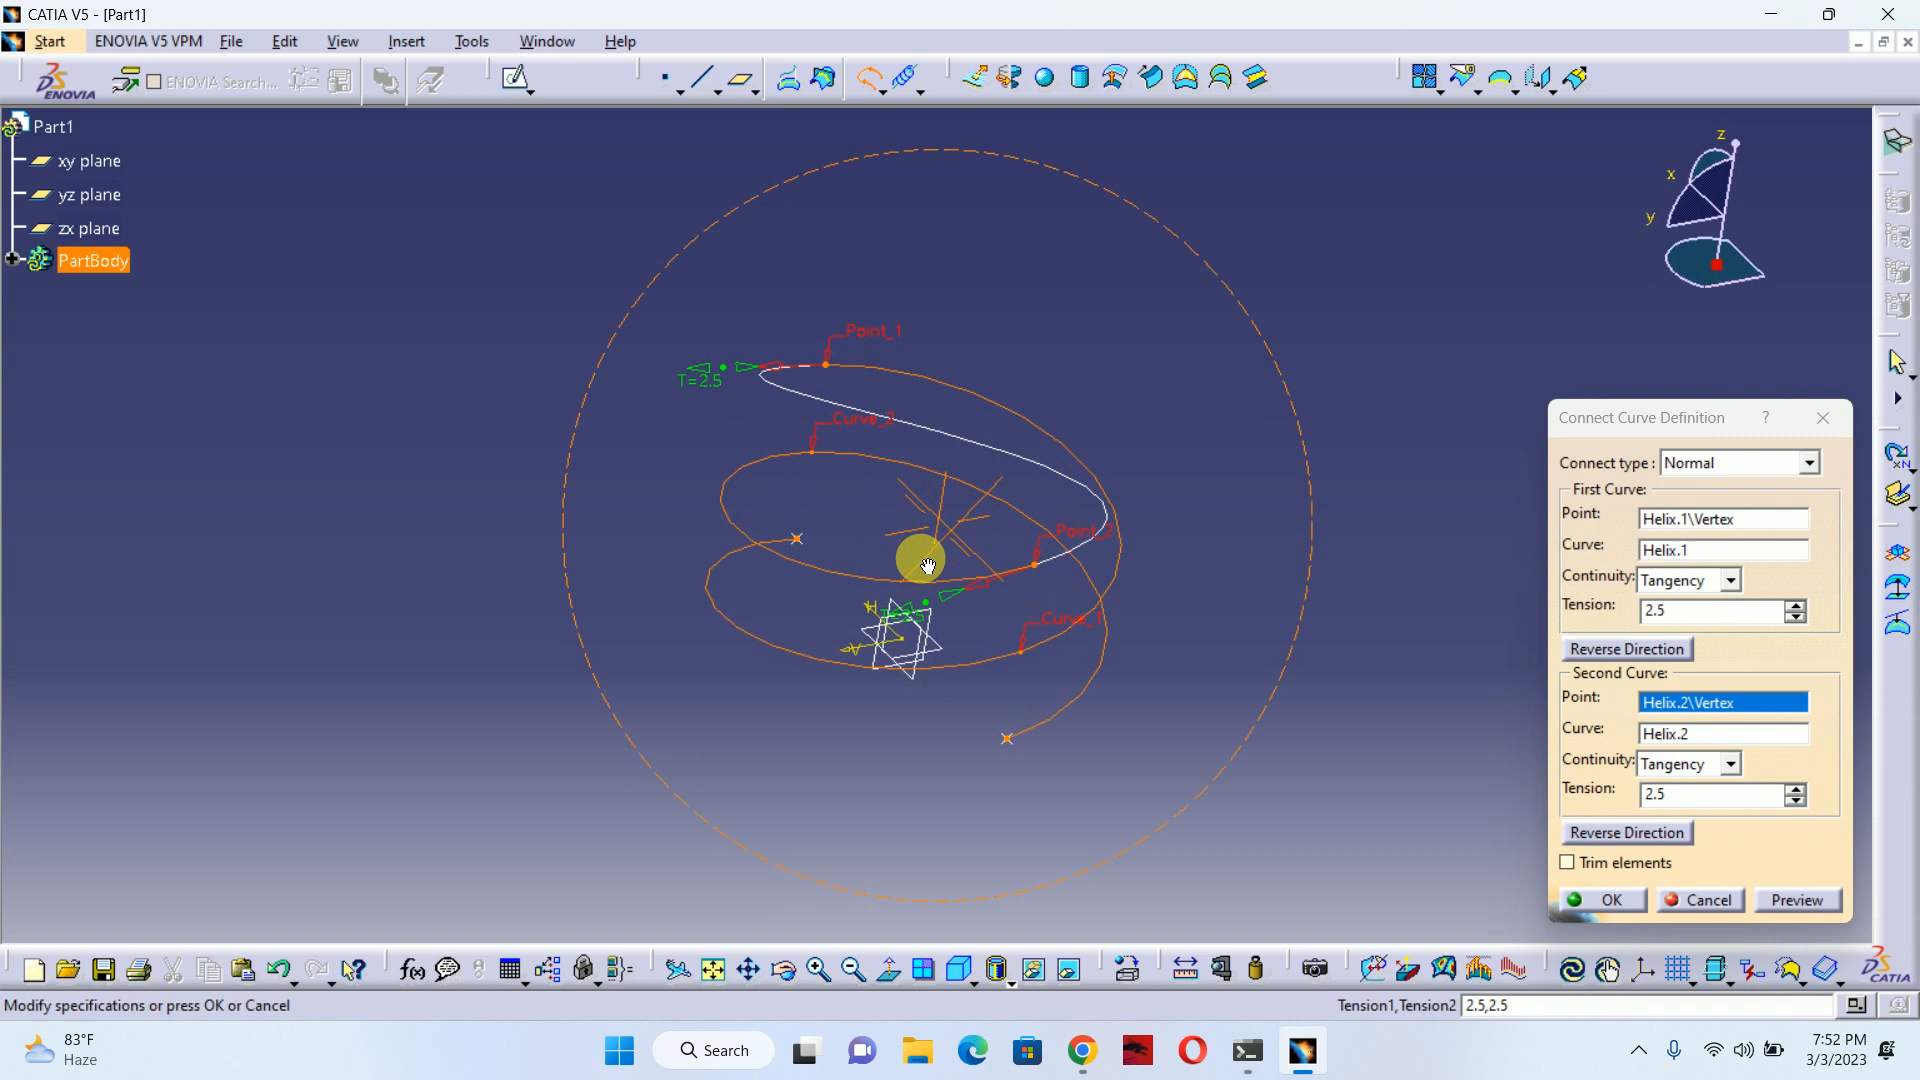 CATIA V5 - [Part1]
Start ENOVIA V5 VPM File Edit View Insert Tools Window Help
ENOVIA ENOVIA Search...
Part1
xy plane
yz plane
zx plane
PartBody
z
x
y
Point_1
T=2.5
Curve_2
Point_2
T=2.5
Curve_1
Connect Curve Definition ?
Connect type : Normal
First Curve:
Point: Helix.1\Vertex
Curve: Helix.1
Continuity: Tangency
Tension: 2.5
Reverse Direction
Second Curve:
Point: Helix.2\Vertex
Curve: Helix.2
Continuity: Tangency
Tension: 2.5
Reverse Direction
Trim elements
OK Cancel Preview
CATIA
Modify specifications or press OK or Cancel
Tension1,Tension2 2.5,2.5
83°F
Haze
Search
7:52 PM
3/3/2023